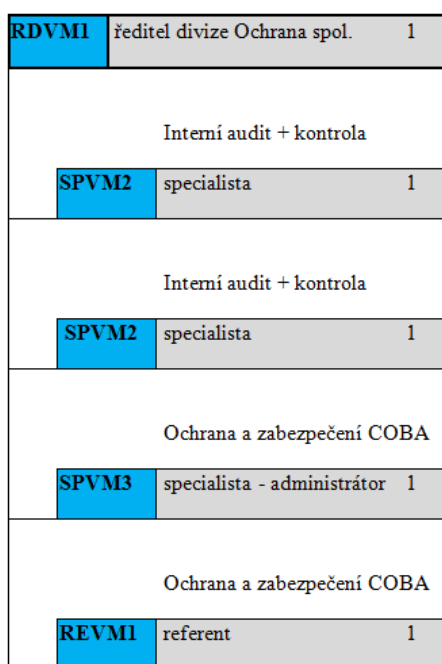 RDVM1 ředitel divize Ochrana spol. 1
Interní audit + kontrola
SPVM2 specialista 1
Interní audit + kontrola
SPVM2 specialista 1
Ochrana a zabezpečení COBA
SPVM3 specialista - administrátor 1
Ochrana a zabezpečení COBA
REVM1 referent 1